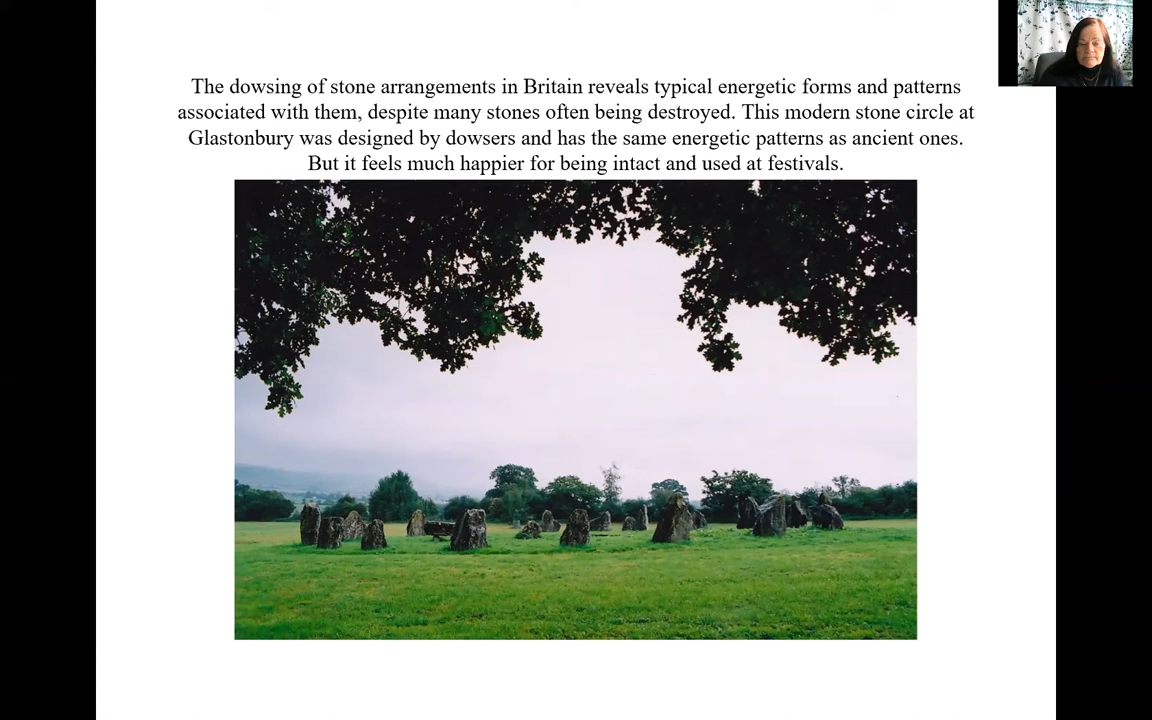 The dowsing of stone arrangements in Britain reveals typical energetic forms and patterns
associated with them, despite many stones often being destroyed. This modern stone circle at
Glastonbury was designed by dowsers and has the same energetic patterns as ancient ones.
But it feels much happier for being intact and used at festivals.